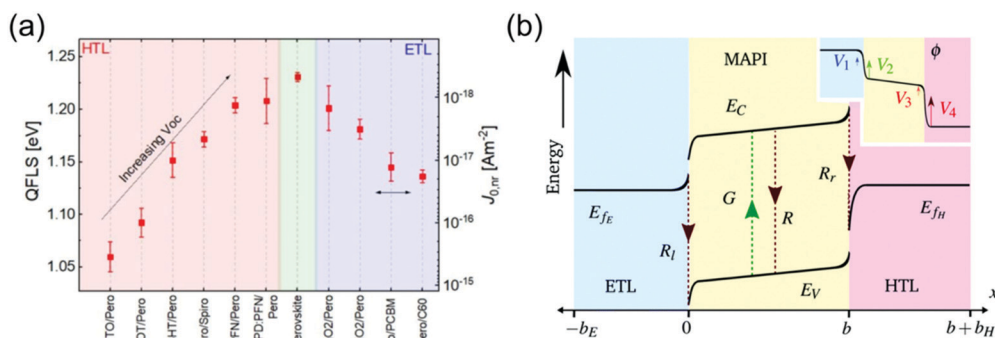 (a)
HTL
ETL
QFLS [eV]
1.25
1.20
1.15
1.10
1.05
Increasing Voc
10-18
10-17
10-16
10-15
J0,nr [Am-2]
TO/Pero
OT/Pero
HT/Pero
ro/Spiro
FN/Pero
PD:PFN/
Pero
erovskite
O2/Pero
O2/Pero
o/PCBM
ero/C60
(b)
MAPI
ϕ
V1
V2
V3
V4
Energy
EC
EfE
G
R
Rl
Rr
EfH
ETL
EV
HTL
x
−bE
0
b
b + bH